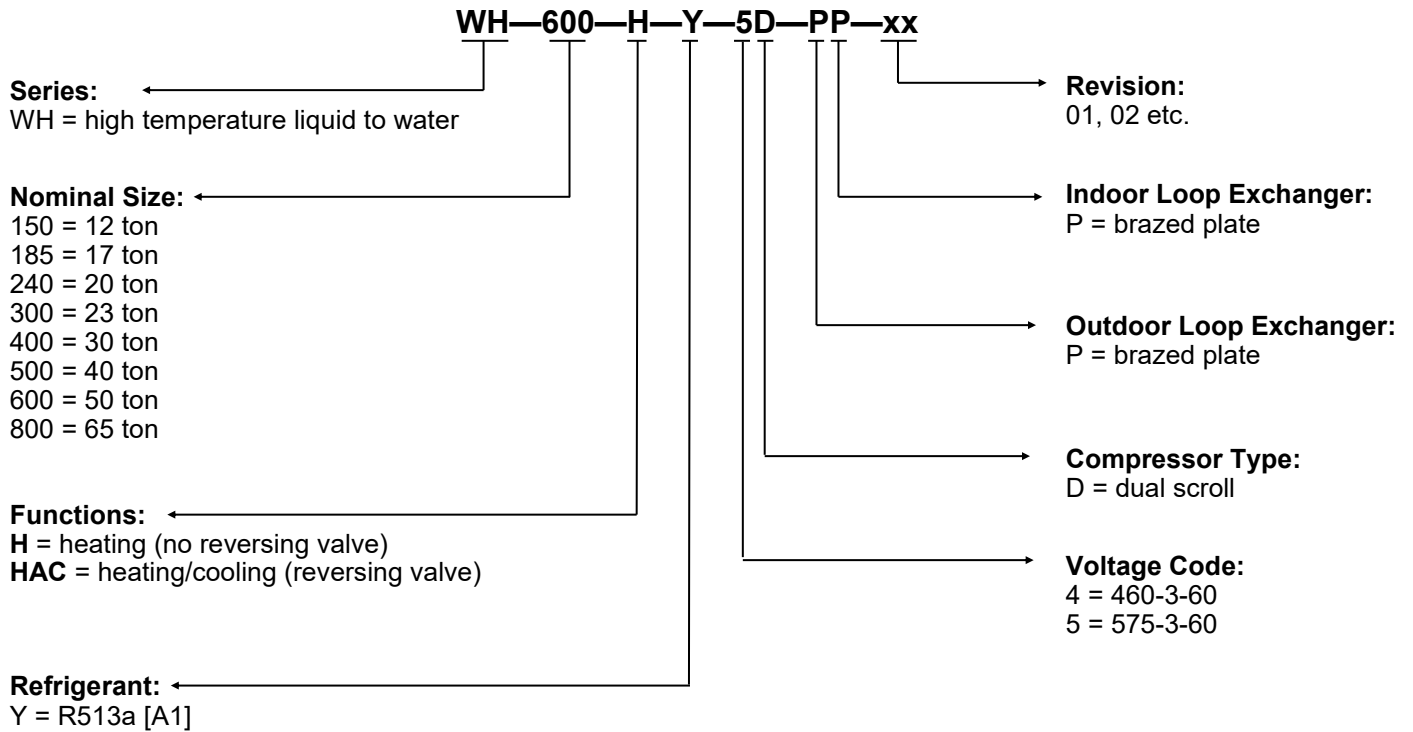 WH—600—H—Y—5D—PP—xx
Series:
WH = high temperature liquid to water
Nominal Size:
150 = 12 ton
185 = 17 ton
240 = 20 ton
300 = 23 ton
400 = 30 ton
500 = 40 ton
600 = 50 ton
800 = 65 ton
Functions:
H = heating (no reversing valve)
HAC = heating/cooling (reversing valve)
Refrigerant:
Y = R513a [A1]
Revision:
01, 02 etc.
Indoor Loop Exchanger:
P = brazed plate
Outdoor Loop Exchanger:
P = brazed plate
Compressor Type:
D = dual scroll
Voltage Code:
4 = 460-3-60
5 = 575-3-60